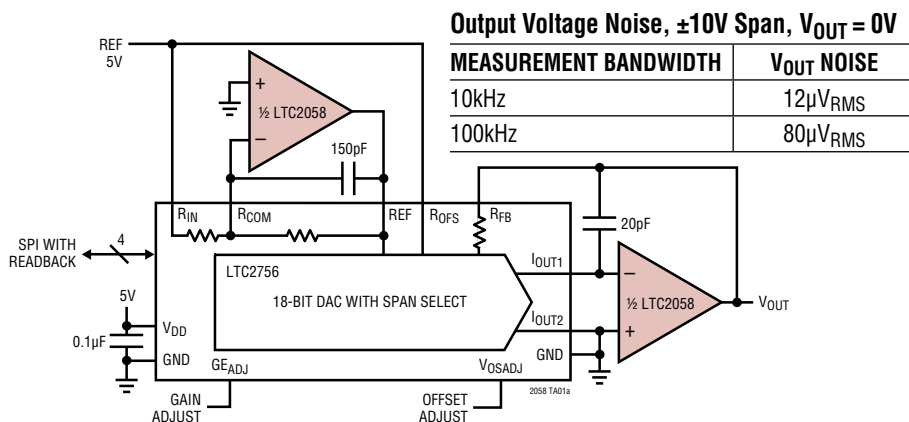 Output Voltage Noise, ±10V Span, VOUT = 0V
MEASUREMENT BANDWIDTH VOUT NOISE
10kHz 12µVRMS
100kHz 80µVRMS
REF
5V
+
½ LTC2058
−
150pF
RIN
RCOM
REF
ROFS
RFB
20pF
SPI WITH
READBACK
4
LTC2756
18-BIT DAC WITH SPAN SELECT
IOUT1
IOUT2
−
½ LTC2058
+
VOUT
5V
0.1µF
VDD
GND
GEADJ
VOSADJ
GND
2058 TA01a
GAIN
ADJUST
OFFSET
ADJUST